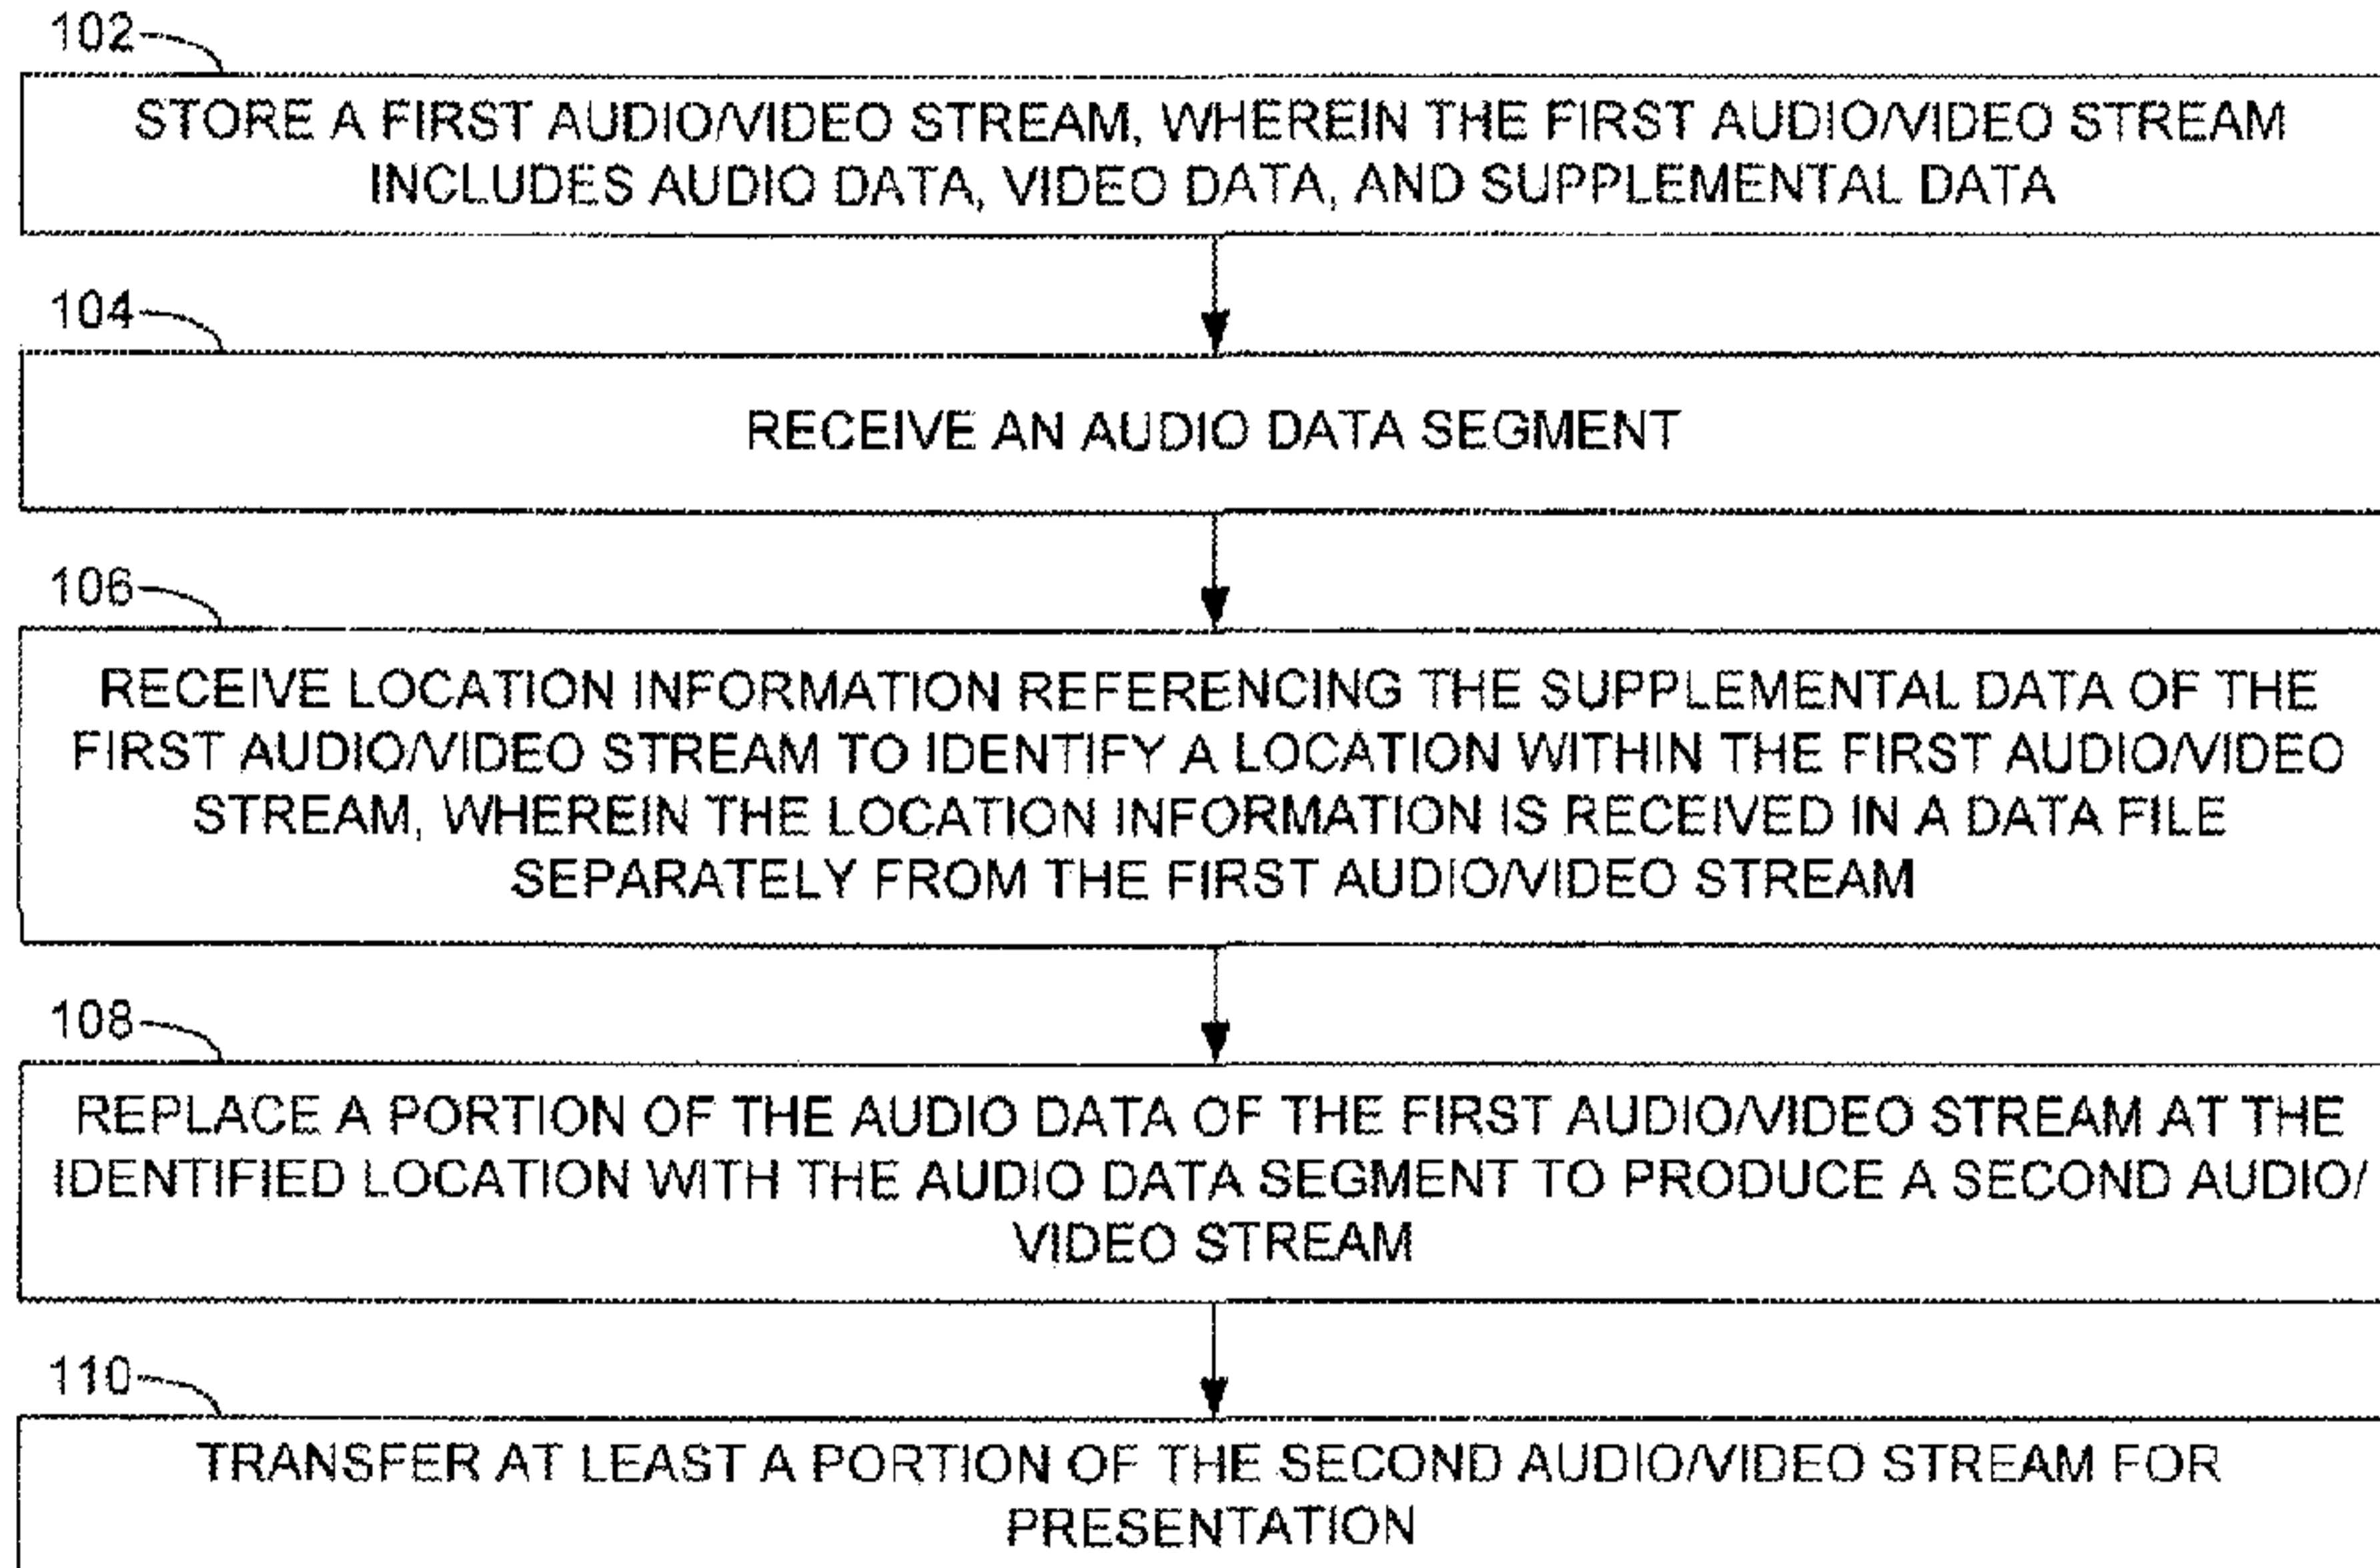 102
STORE A FIRST AUDIO/VIDEO STREAM, WHEREIN THE FIRST AUDIO/VIDEO STREAM
INCLUDES AUDIO DATA, VIDEO DATA, AND SUPPLEMENTAL DATA
104
RECEIVE AN AUDIO DATA SEGMENT
106
RECEIVE LOCATION INFORMATION REFERENCING THE SUPPLEMENTAL DATA OF THE
FIRST AUDIO/VIDEO STREAM TO IDENTIFY A LOCATION WITHIN THE FIRST AUDIO/VIDEO
STREAM, WHEREIN THE LOCATION INFORMATION IS RECEIVED IN A DATA FILE
SEPARATELY FROM THE FIRST AUDIO/VIDEO STREAM
108
REPLACE A PORTION OF THE AUDIO DATA OF THE FIRST AUDIO/VIDEO STREAM AT THE
IDENTIFIED LOCATION WITH THE AUDIO DATA SEGMENT TO PRODUCE A SECOND AUDIO/
VIDEO STREAM
110
TRANSFER AT LEAST A PORTION OF THE SECOND AUDIO/VIDEO STREAM FOR
PRESENTATION